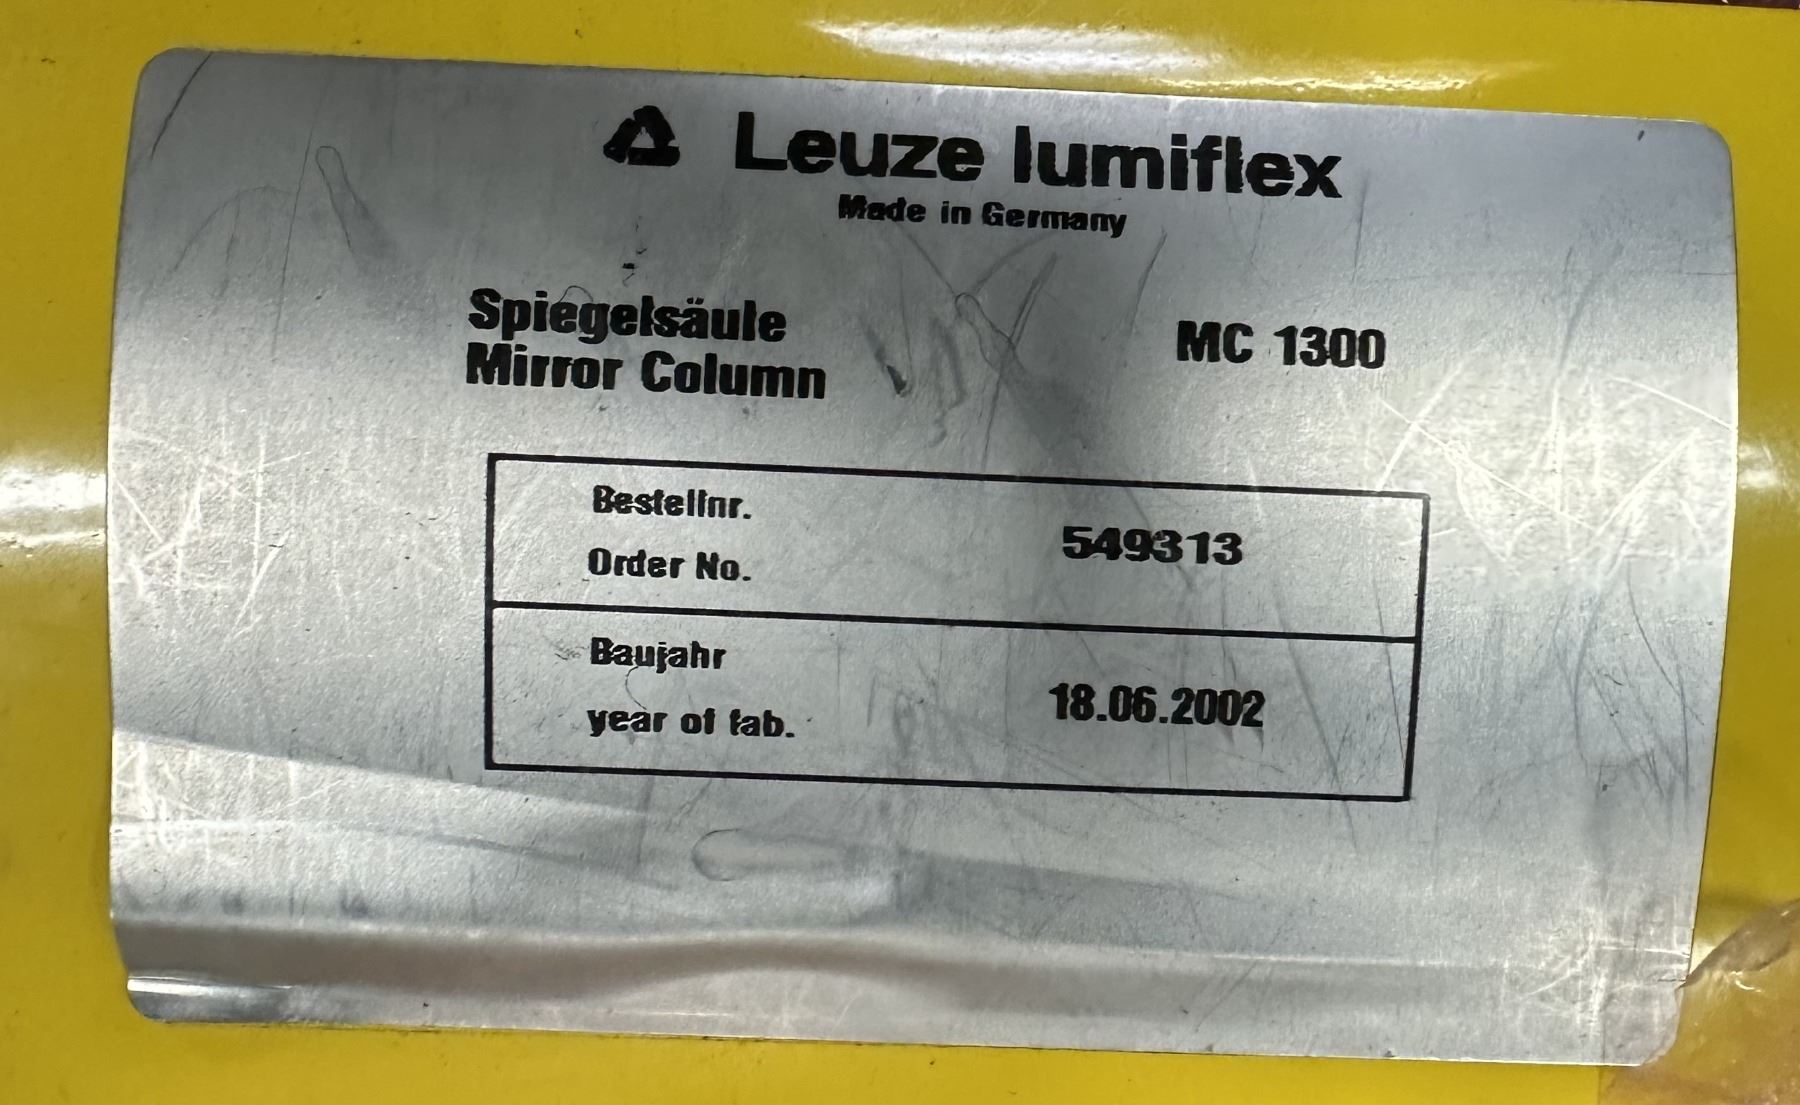 Leuze lumiflex
Made in Germany
Spiegelsäule
Mirror Column
MC 1300
Bestellnr.
Order No.
549313
Baujahr
year of fab.
18.06.2002